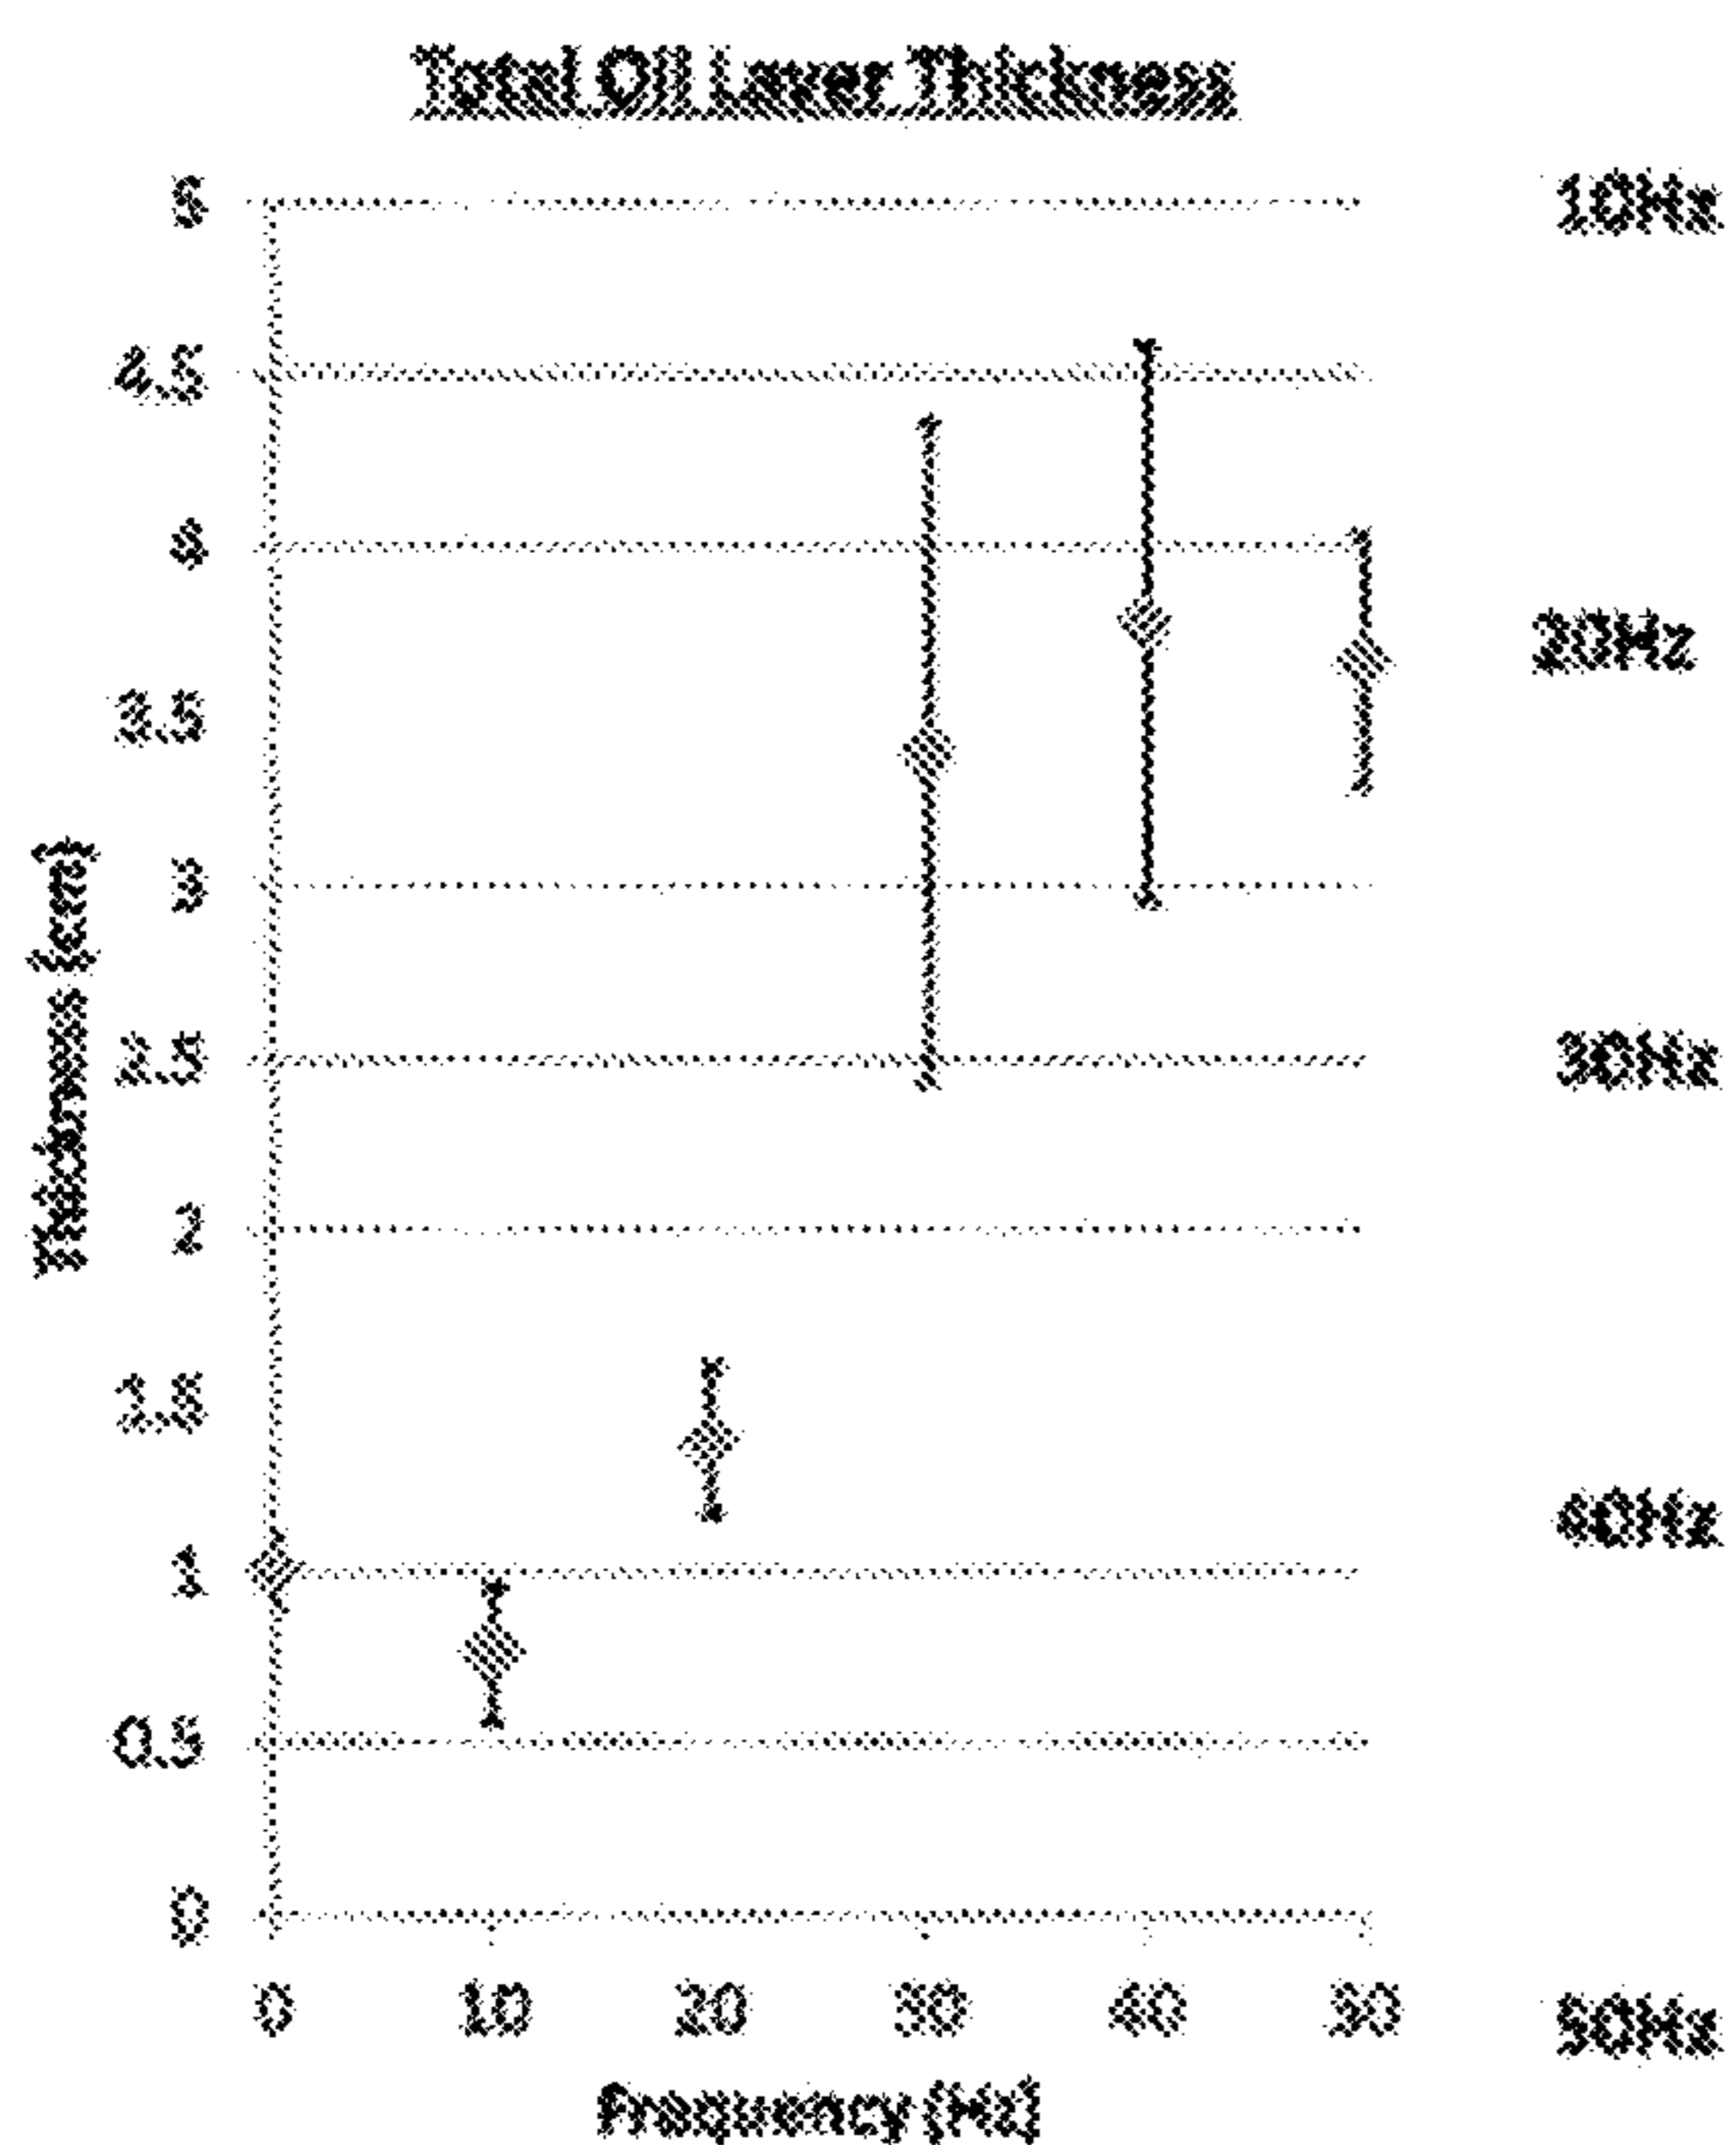 Total Oil Layer Thickness
5
4.5
4
3.5
3
2.5
2
1.5
1
0.5
0
Thickness [cm]
0 10 20 30 40 50
Frequency [Hz]
10Hz
20Hz
30Hz
40Hz
50Hz